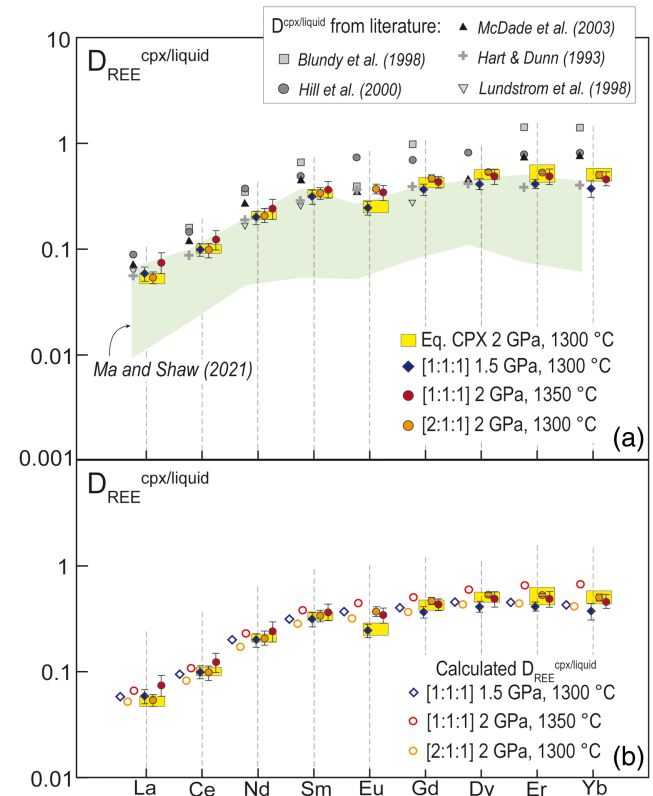 10
D_REE^cpx/liquid
D^cpx/liquid from literature:
McDade et al. (2003)
Blundy et al. (1998)
Hart & Dunn (1993)
Hill et al. (2000)
Lundstrom et al. (1998)
1
0.1
0.01
Ma and Shaw (2021)
Eq. CPX 2 GPa, 1300 °C
[1:1:1] 1.5 GPa, 1300 °C
[1:1:1] 2 GPa, 1350 °C
[2:1:1] 2 GPa, 1300 °C
(a)
0.001
D_REE^cpx/liquid
1
0.1
Calculated D_REE^cpx/liquid
[1:1:1] 1.5 GPa, 1300 °C
[1:1:1] 2 GPa, 1350 °C
[2:1:1] 2 GPa, 1300 °C
(b)
0.01
La Ce Nd Sm Eu Gd Dy Er Yb